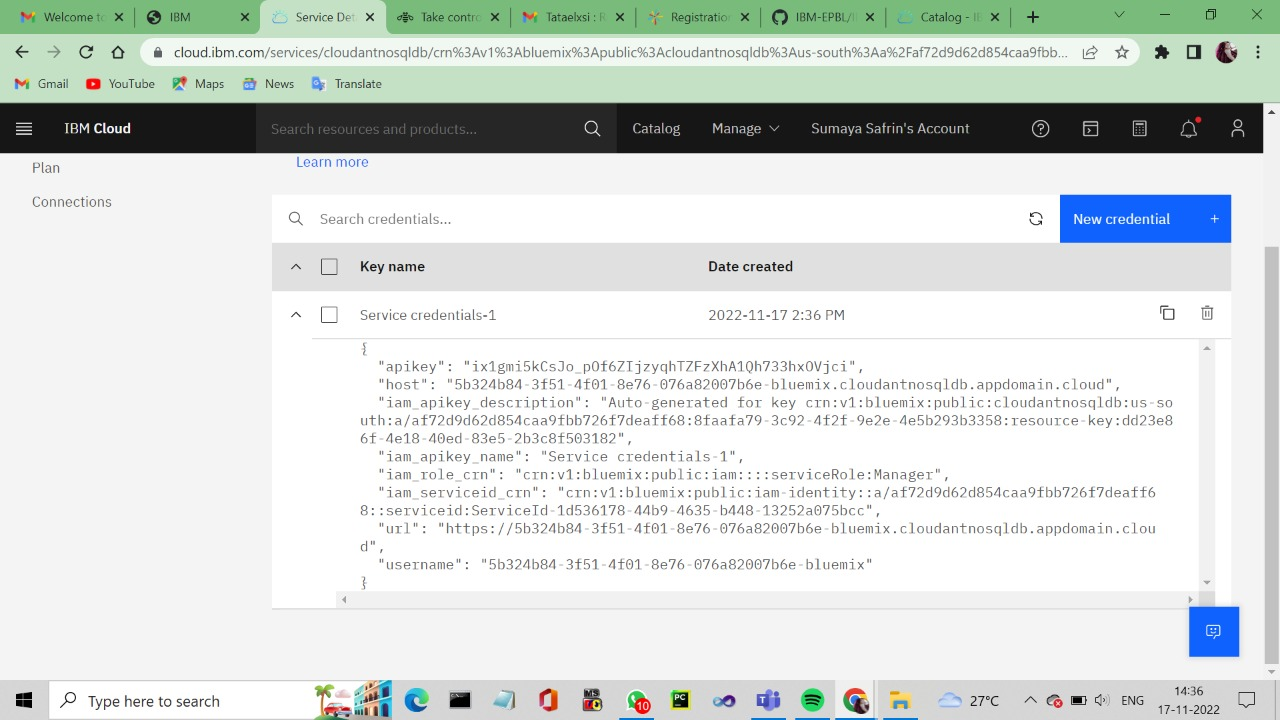 Welcome to
IBM
Service Det
Take contro
Tataelxsi : R
Registration
IBM-EPBL/I
Catalog - IB
cloud.ibm.com/services/cloudantnosqldb/crn%3Av1%3Abluemix%3Apublic%3Acloudantnosqldb%3Aus-south%3Aa%2Faf72d9d62d854caa9fbb...
Gmail YouTube Maps News Translate
IBM Cloud Search resources and products... Catalog Manage Sumaya Safrin's Account
Plan
Connections
Learn more
Search credentials... New credential +
Key name Date created
Service credentials-1 2022-11-17 2:36 PM
{
"apikey": "ix1gmi5kCsJo_pOf6ZIjzyqhTZFzXhA1Qh733hxOVjci",
"host": "5b324b84-3f51-4f01-8e76-076a82007b6e-bluemix.cloudantnosqldb.appdomain.cloud",
"iam_apikey_description": "Auto-generated for key crn:v1:bluemix:public:cloudantnosqldb:us-so
uth:a/af72d9d62d854caa9fbb726f7deaff68:8faafa79-3c92-4f2f-9e2e-4e5b293b3358:resource-key:dd23e8
6f-4e18-40ed-83e5-2b3c8f503182",
"iam_apikey_name": "Service credentials-1",
"iam_role_crn": "crn:v1:bluemix:public:iam::::serviceRole:Manager",
"iam_serviceid_crn": "crn:v1:bluemix:public:iam-identity::a/af72d9d62d854caa9fbb726f7deaff6
8::serviceid:ServiceId-1d536178-44b9-4635-b448-13252a075bcc",
"url": "https://5b324b84-3f51-4f01-8e76-076a82007b6e-bluemix.cloudantnosqldb.appdomain.clou
d",
"username": "5b324b84-3f51-4f01-8e76-076a82007b6e-bluemix"
}
Type here to search
10
27°C
ENG
14:36
17-11-2022